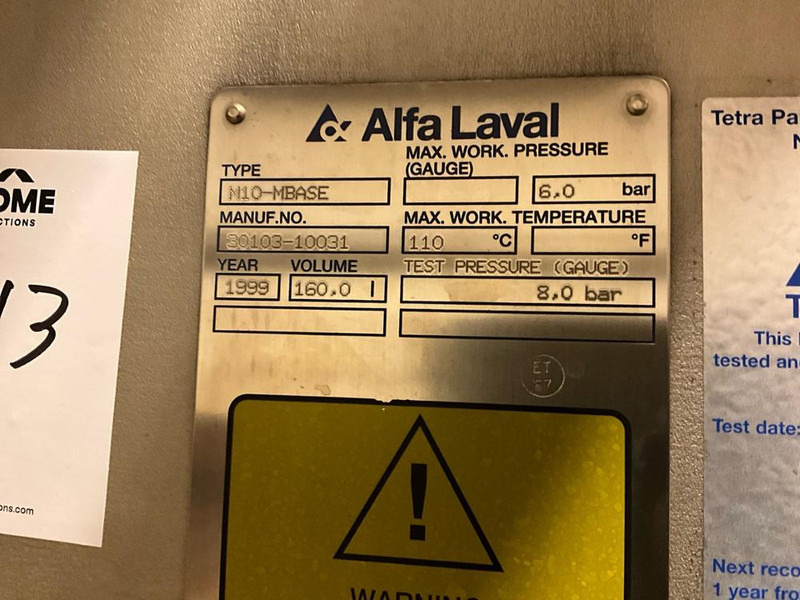 OME
CTIONS
13
ons.com
Alfa Laval
TYPE
M10-MBASE
MAX. WORK. PRESSURE
(GAUGE)
6.0 bar
MANUF.NO.
30103-10031
MAX. WORK. TEMPERATURE
110 °C °F
YEAR VOLUME
1999 160.0 l
TEST PRESSURE (GAUGE)
8.0 bar
ET
WARNING
Tetra Pa
N
T
This
tested an
Test date:
Next reco
1 year fro